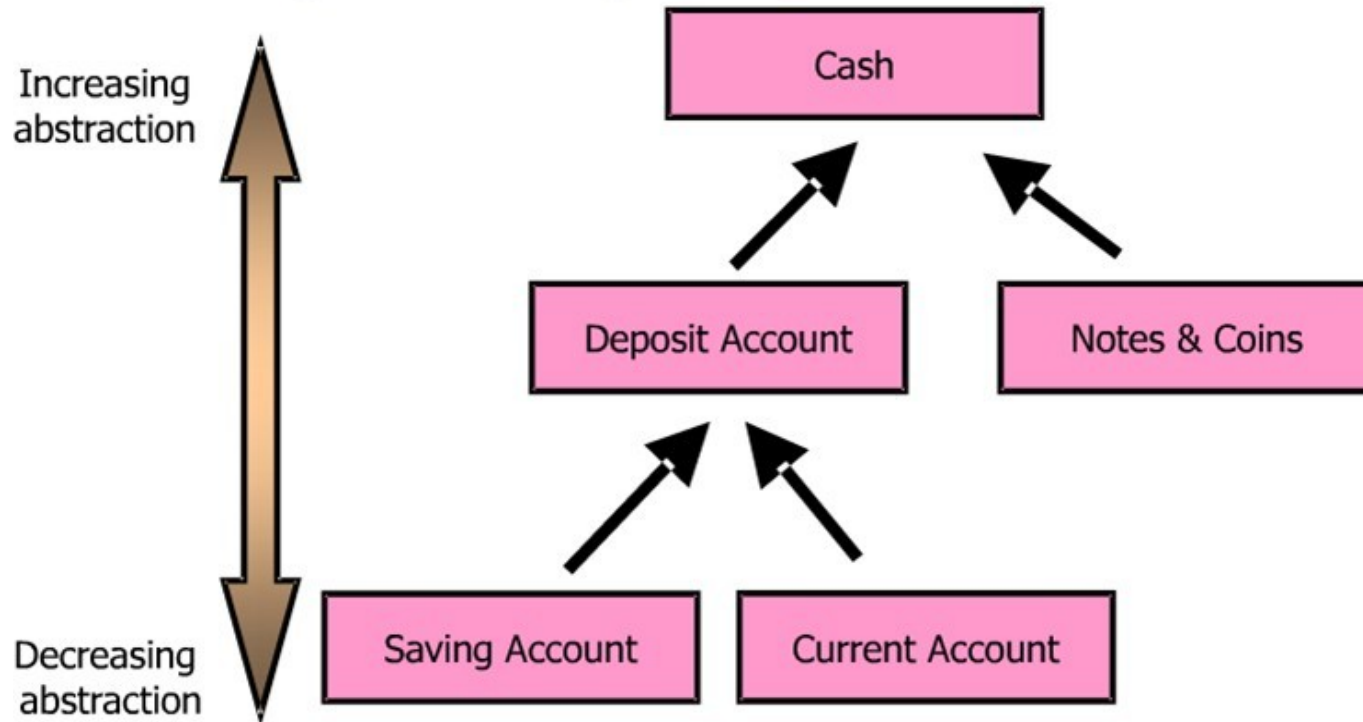 Cash
Increasing
abstraction
Deposit Account
Notes & Coins
Saving Account
Current Account
Decreasing
abstraction